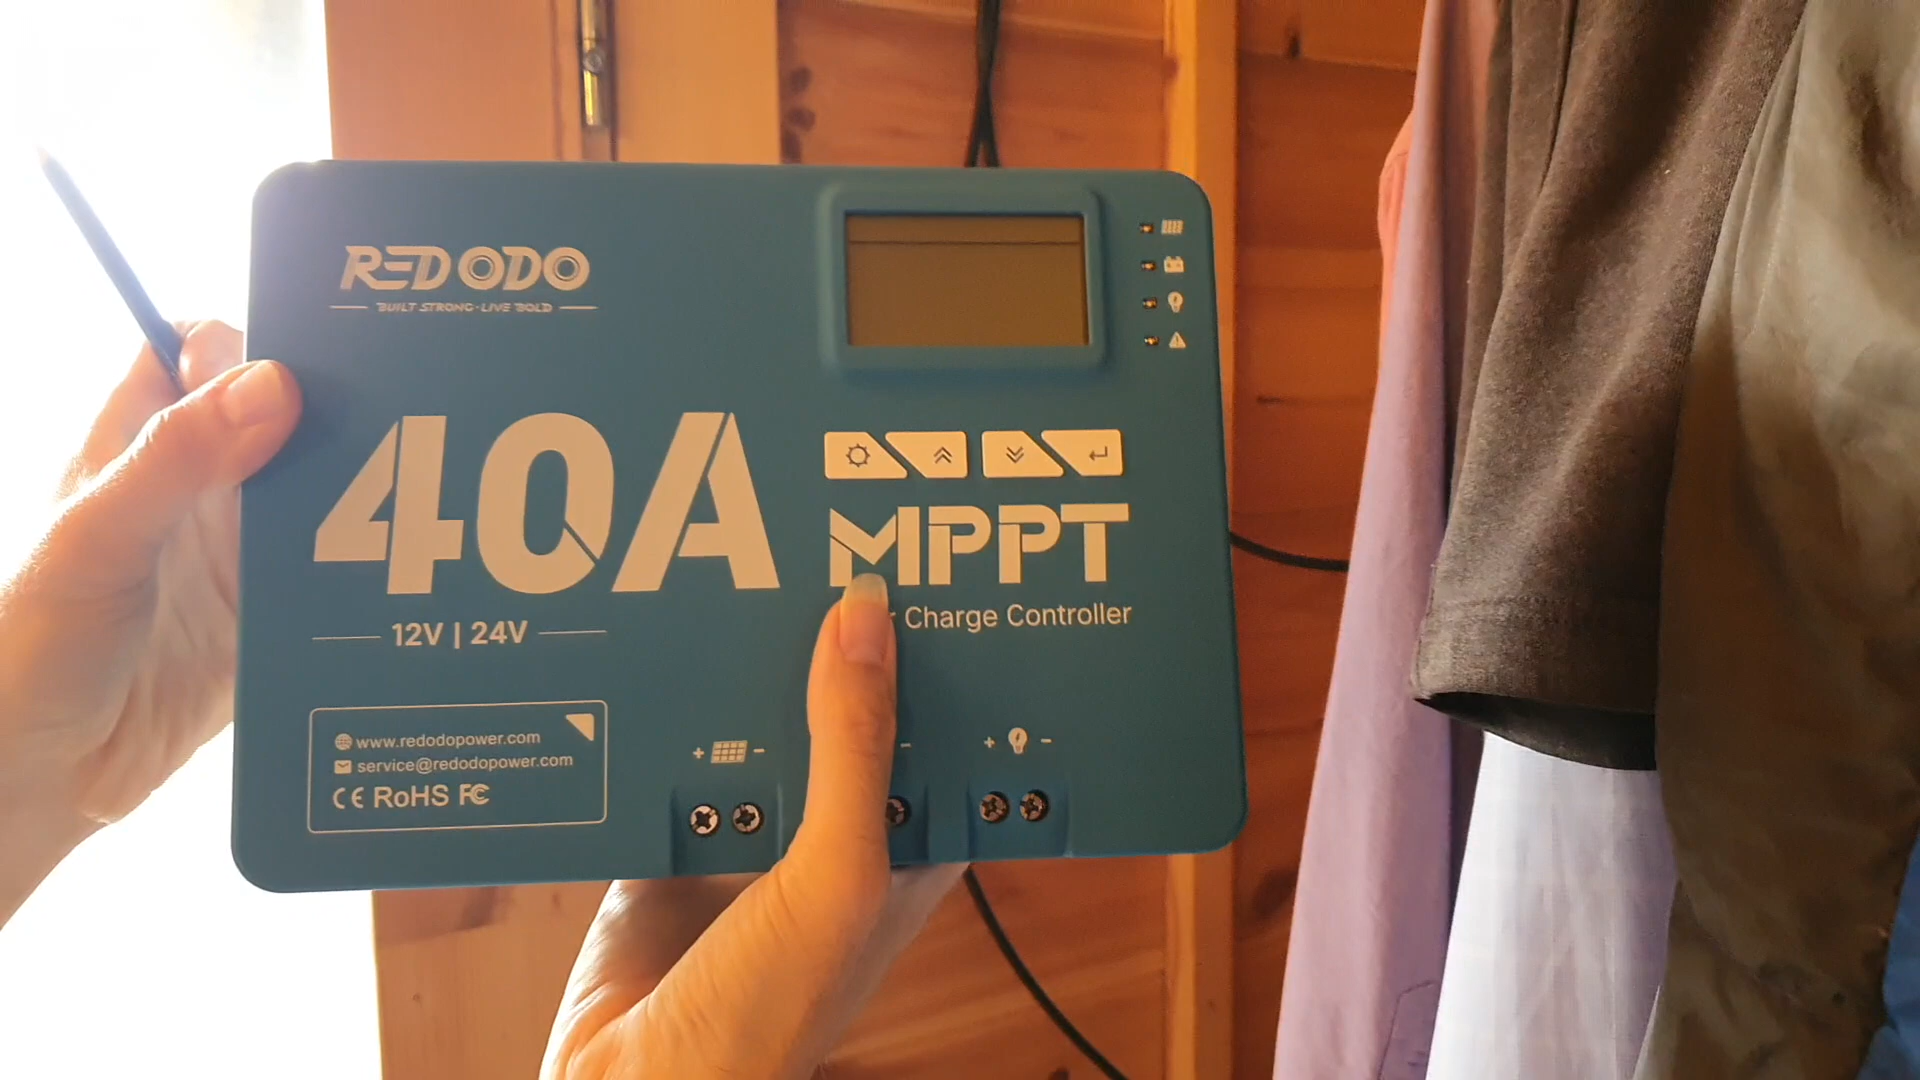 REDODO
BUILT STRONG·LIVE BOLD
40A
MPPT
Charge Controller
12V | 24V
www.redodopower.com
service@redodopower.com
CE RoHS FC
+ -
-
+ -